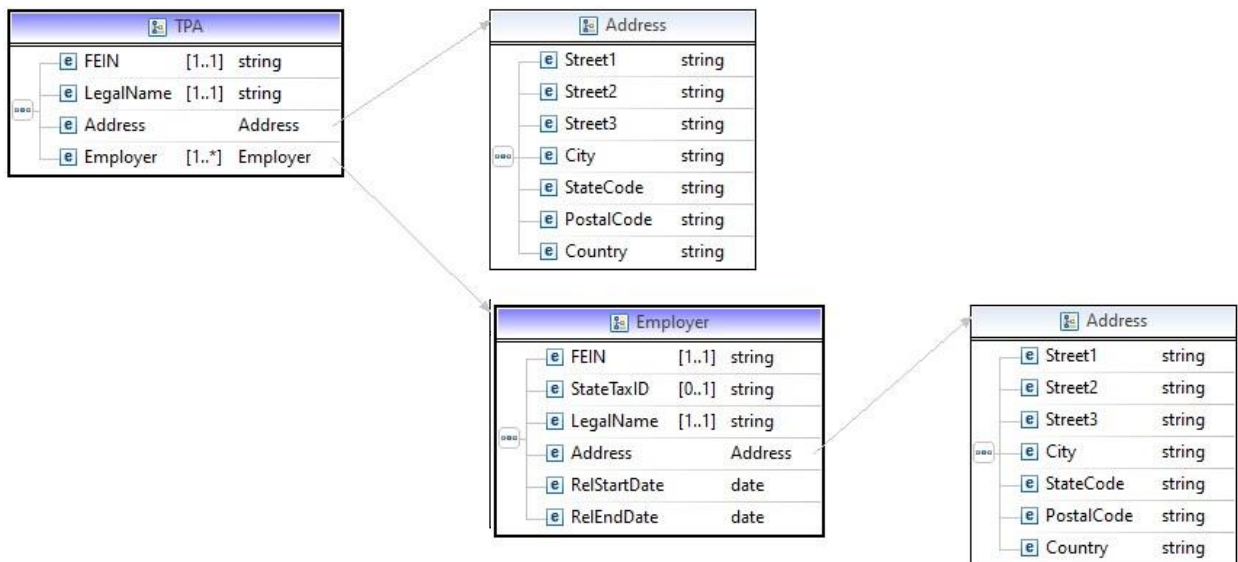 TPA
e FEIN [1..1] string
e LegalName [1..1] string
e Address Address
e Employer [1..*] Employer
Address
e Street1 string
e Street2 string
e Street3 string
e City string
e StateCode string
e PostalCode string
e Country string
Employer
e FEIN [1..1] string
e StateTaxID [0..1] string
e LegalName [1..1] string
e Address Address
e RelStartDate date
e RelEndDate date
Address
e Street1 string
e Street2 string
e Street3 string
e City string
e StateCode string
e PostalCode string
e Country string